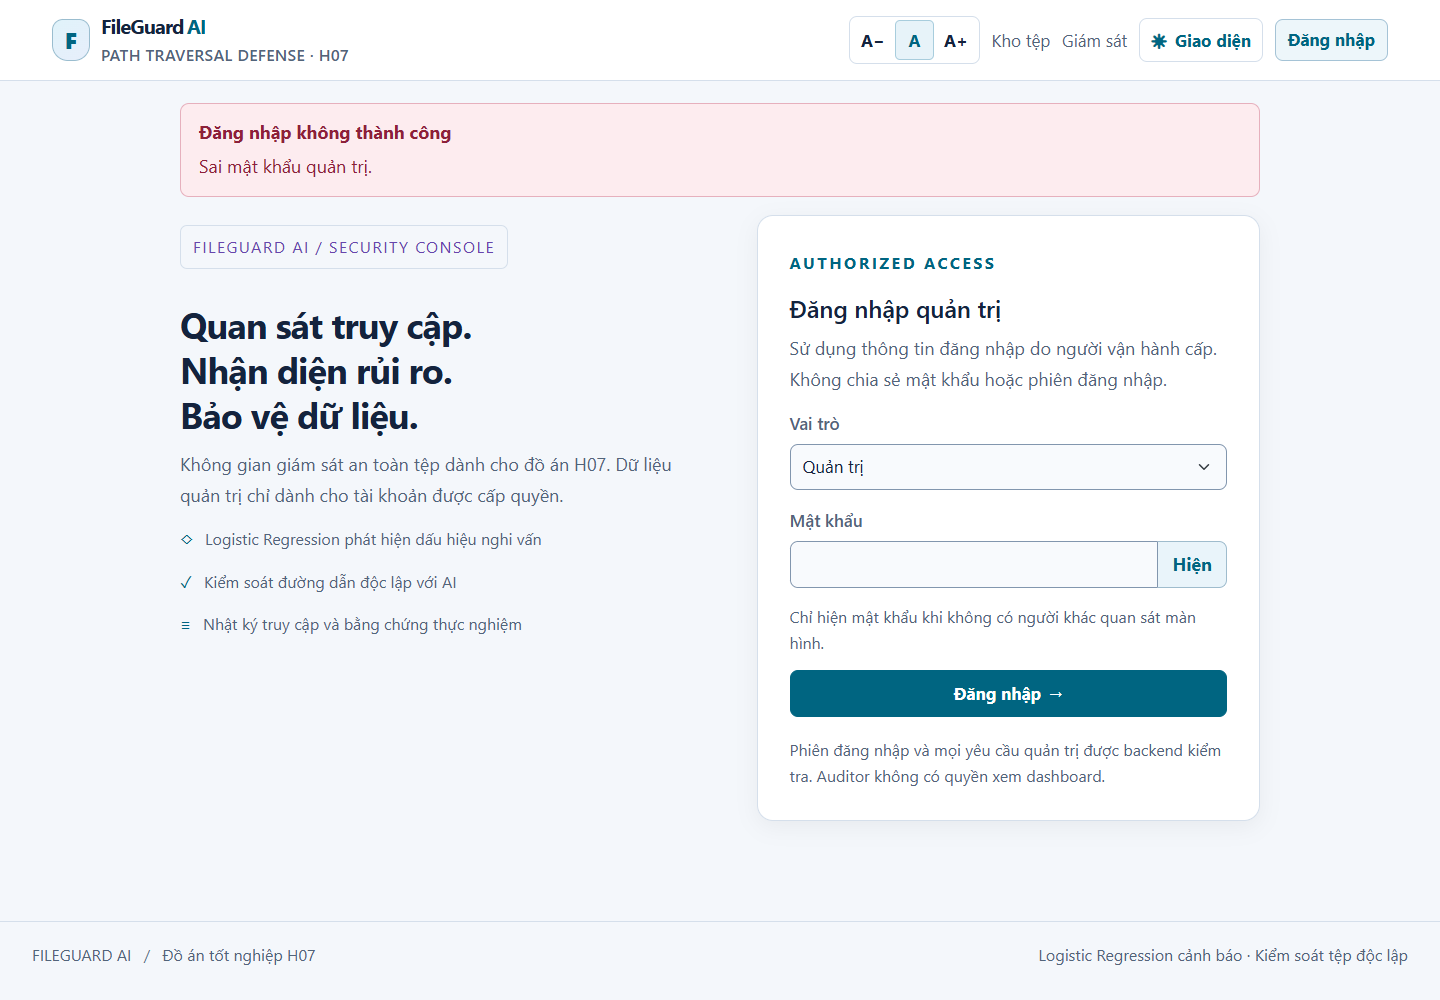 F
FileGuard AI
PATH TRAVERSAL DEFENSE · H07
A−
A
A+
Kho tệp
Giám sát
Giao diện
Đăng nhập
Đăng nhập không thành công
Sai mật khẩu quản trị.
FILEGUARD AI / SECURITY CONSOLE
Quan sát truy cập.
Nhận diện rủi ro.
Bảo vệ dữ liệu.
Không gian giám sát an toàn tệp dành cho đồ án H07. Dữ liệu
quản trị chỉ dành cho tài khoản được cấp quyền.
◇ Logistic Regression phát hiện dấu hiệu nghi vấn
✓ Kiểm soát đường dẫn độc lập với AI
≡ Nhật ký truy cập và bằng chứng thực nghiệm
AUTHORIZED ACCESS
Đăng nhập quản trị
Sử dụng thông tin đăng nhập do người vận hành cấp.
Không chia sẻ mật khẩu hoặc phiên đăng nhập.
Vai trò
Quản trị
Mật khẩu
Hiện
Chỉ hiện mật khẩu khi không có người khác quan sát màn
hình.
Đăng nhập →
Phiên đăng nhập và mọi yêu cầu quản trị được backend kiểm
tra. Auditor không có quyền xem dashboard.
FILEGUARD AI / Đồ án tốt nghiệp H07
Logistic Regression cảnh báo · Kiểm soát tệp độc lập